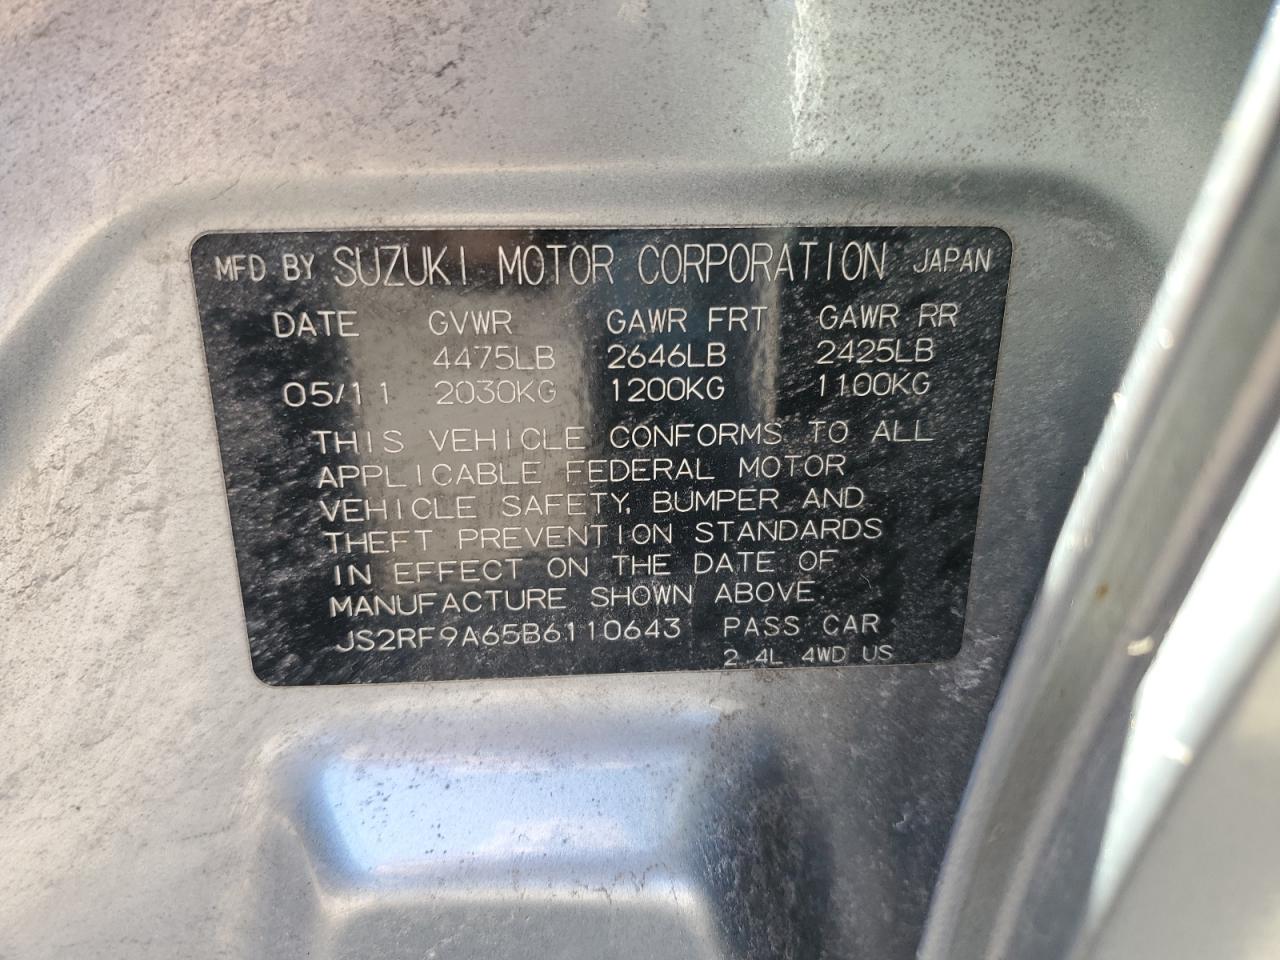 MFD BY SUZUKI MOTOR CORPORATION JAPAN
DATE GVWR GAWR FRT GAWR RR
4475LB 2646LB 2425LB
05/11 2030KG 1200KG 1100KG
THIS VEHICLE CONFORMS TO ALL
APPLICABLE FEDERAL MOTOR
VEHICLE SAFETY, BUMPER AND
THEFT PREVENTION STANDARDS
IN EFFECT ON THE DATE OF
MANUFACTURE SHOWN ABOVE.
JS2RF9A65B6110643 PASS CAR
2.4L 4WD US